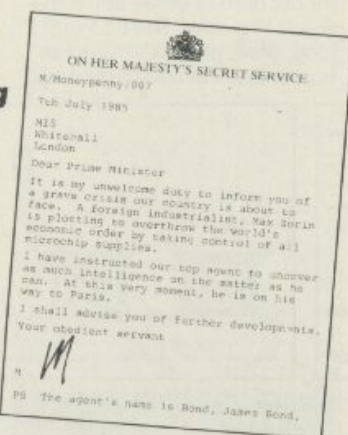 ON HER MAJESTY'S SECRET SERVICE
M/Moneypenny/007
7th July 1985
MI5
Whitehall
London
Dear Prime Minister
It is my unwelcome duty to inform you of
a grave crisis our country is about to
face. A foreign industrialist, Max Zorin
is plotting to overthrow the world's
economic order by taking control of all
microchip supplies.
I have instructed our top agent to uncover
as much intelligence on the matter as he
can. At this very moment, he is on his
way to Paris.
I shall advise you of further developments.
Your obedient servant
M
M
PS The agent's name is Bond, James Bond.